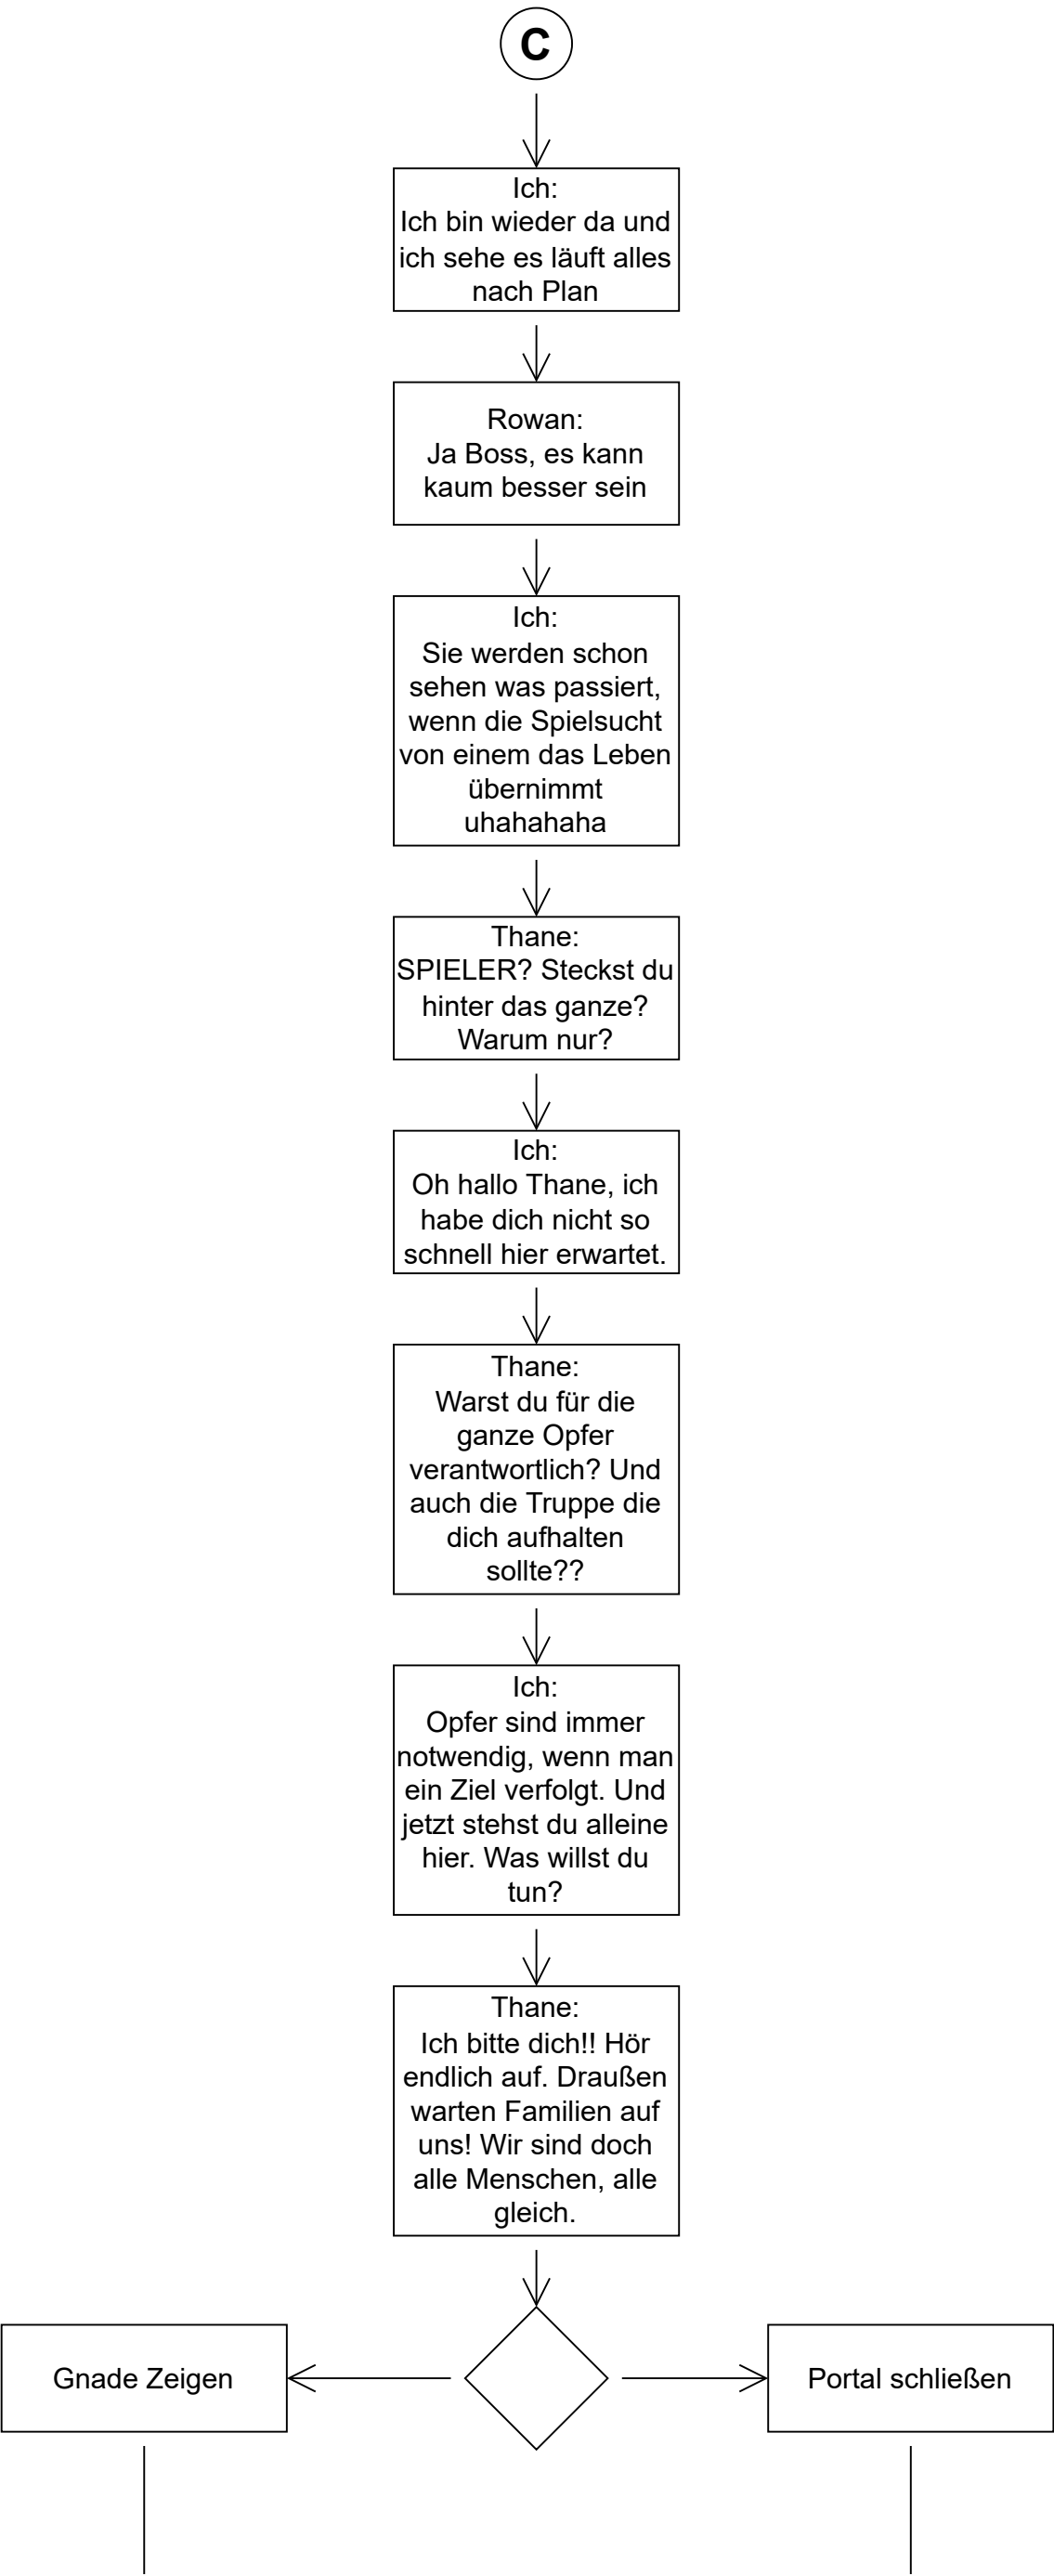 C
Ich:
Ich bin wieder da und
ich sehe es läuft alles
nach Plan
Rowan:
Ja Boss, es kann
kaum besser sein
Ich:
Sie werden schon
sehen was passiert,
wenn die Spielsucht
von einem das Leben
übernimmt
uhahahaha
Thane:
SPIELER? Steckst du
hinter das ganze?
Warum nur?
Ich:
Oh hallo Thane, ich
habe dich nicht so
schnell hier erwartet.
Thane:
Warst du für die
ganze Opfer
verantwortlich? Und
auch die Truppe die
dich aufhalten
sollte??
Ich:
Opfer sind immer
notwendig, wenn man
ein Ziel verfolgt. Und
jetzt stehst du alleine
hier. Was willst du
tun?
Thane:
Ich bitte dich!! Hör
endlich auf. Draußen
warten Familien auf
uns! Wir sind doch
alle Menschen, alle
gleich.
Gnade Zeigen
Portal schließen